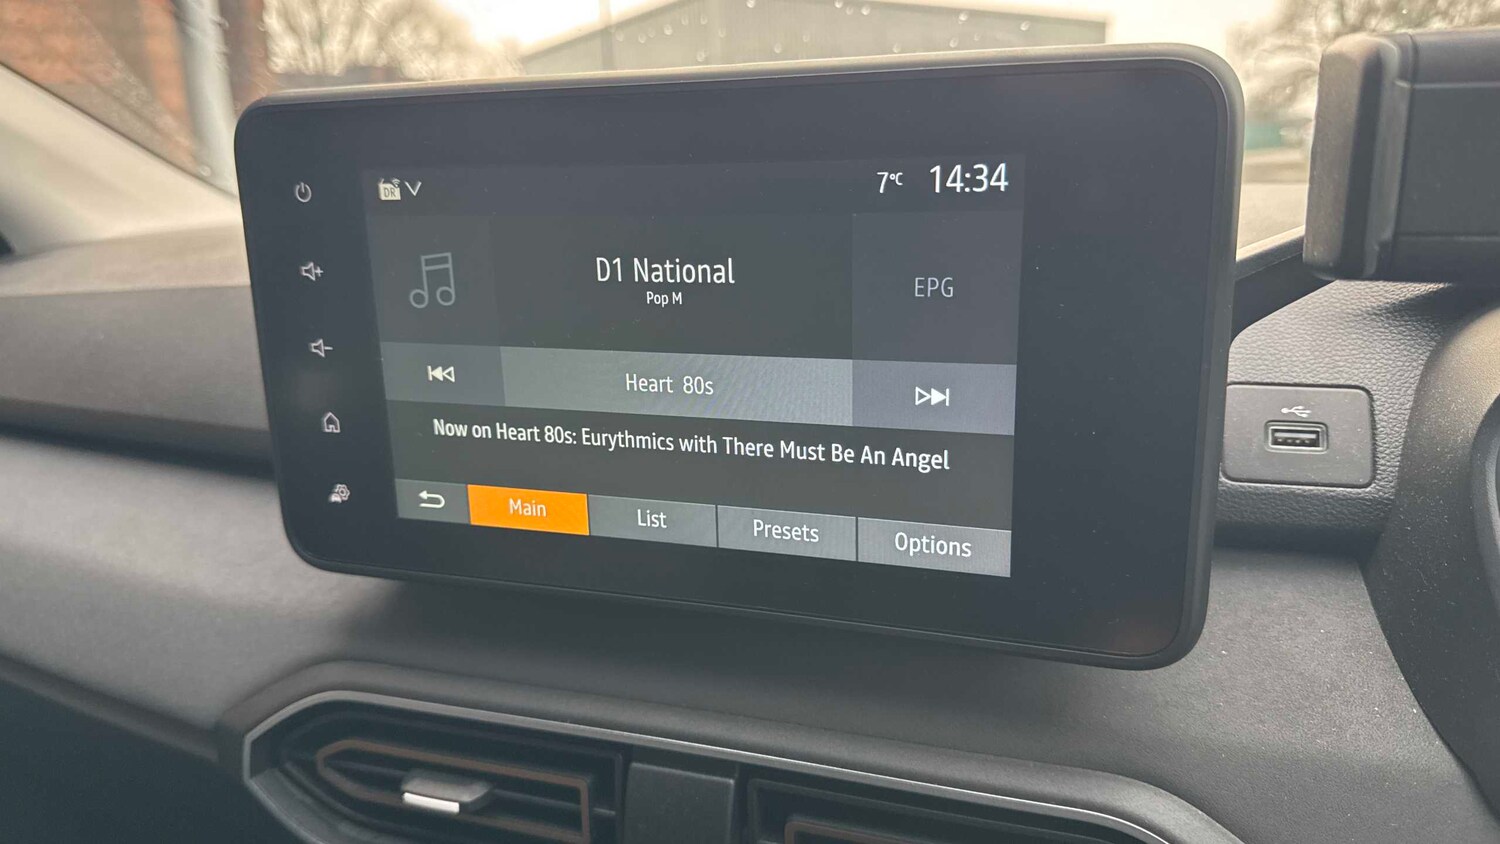 DR
7°C 14:34
D1 National
Pop M
EPG
Heart 80s
Now on Heart 80s: Eurythmics with There Must Be An Angel
Main List Presets Options